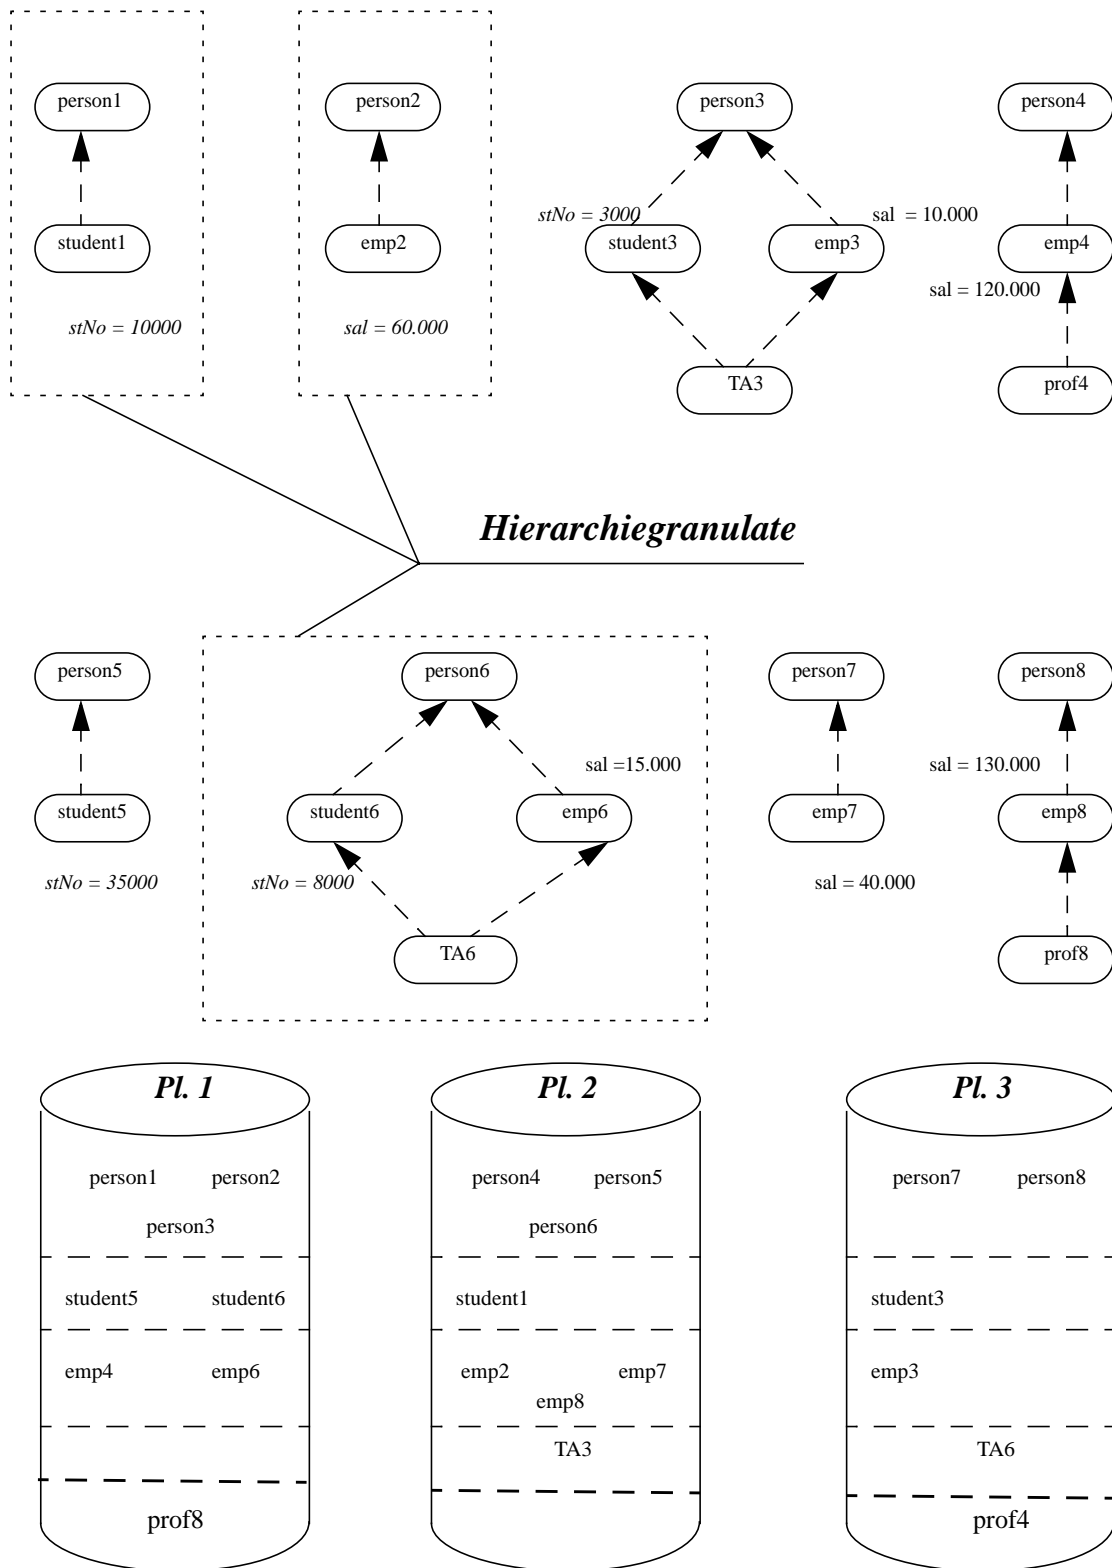 person1 person2 person3 person4
stNo = 3000 sal = 10.000
student1 emp2 student3 emp3 emp4
sal = 120.000
stNo = 10000 sal = 60.000
TA3 prof4
Hierarchiegranulate
person5 person6 person7 person8
sal =15.000 sal = 130.000
student5 student6 emp6 emp7 emp8
stNo = 35000 stNo = 8000 sal = 40.000
TA6 prof8
Pl. 1 Pl. 2 Pl. 3
person1 person2 person4 person5 person7 person8
person3 person6
student5 student6 student1 student3
emp4 emp6 emp2 emp7 emp3
emp8
TA3 TA6
prof8 prof4